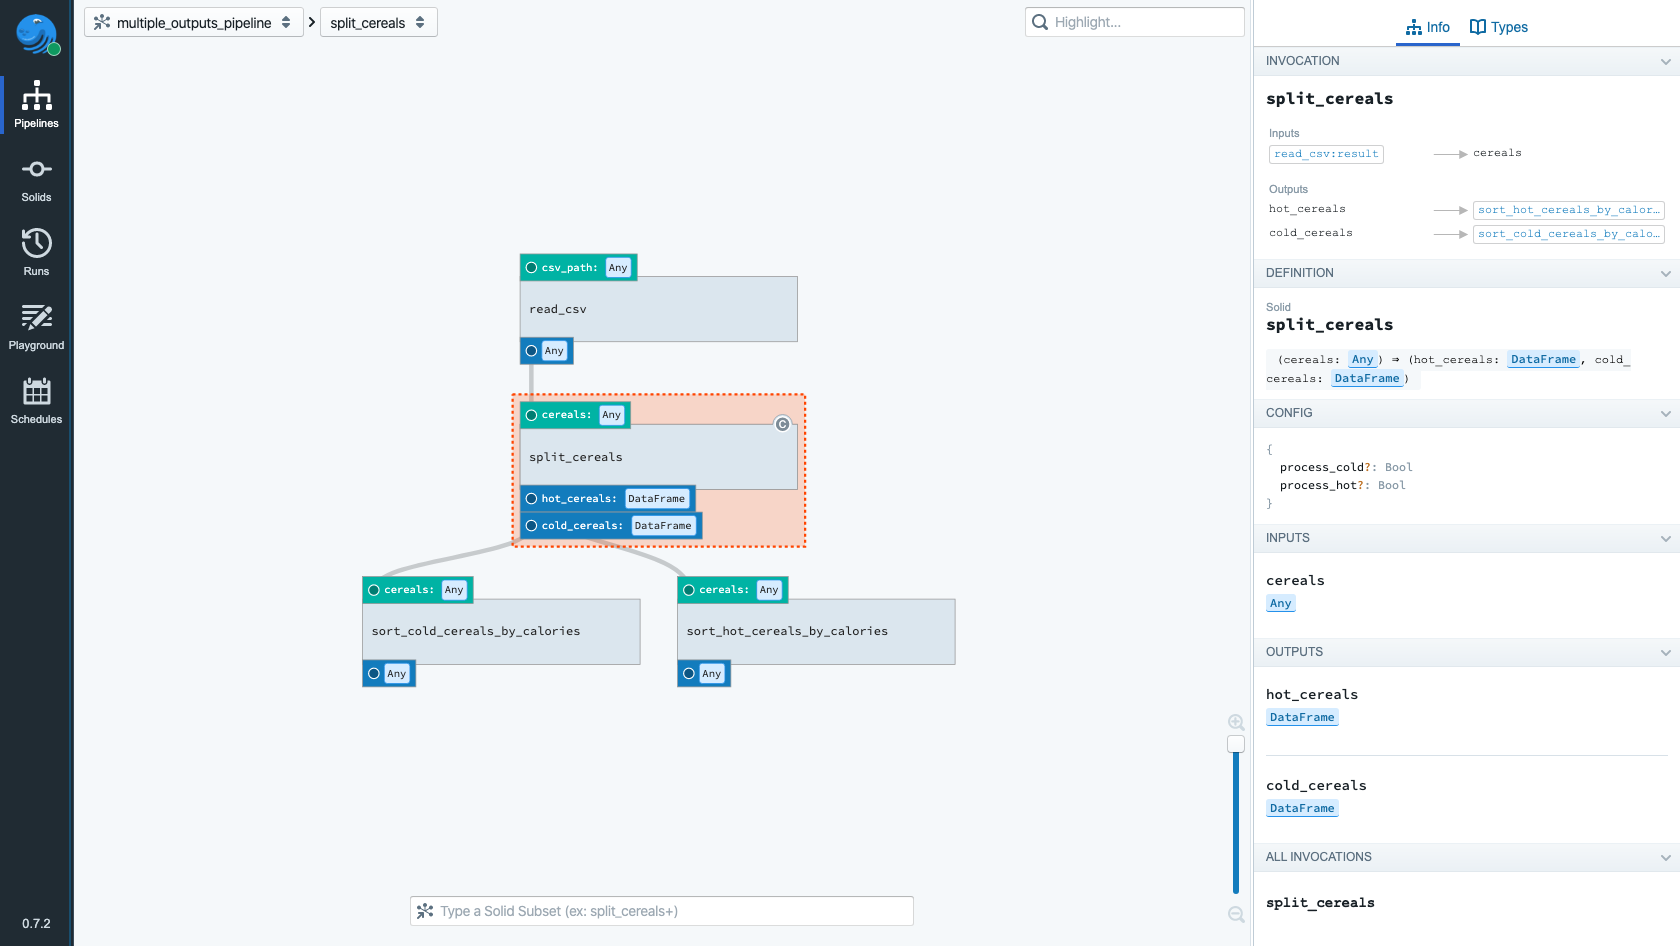 multiple_outputs_pipeline
split_cereals
Highlight...
Pipelines
Solids
Runs
Playground
Schedules
0.7.2
csv_path: Any
read_csv
Any
cereals: Any
C
split_cereals
hot_cereals: DataFrame
cold_cereals: DataFrame
cereals: Any
sort_cold_cereals_by_calories
Any
cereals: Any
sort_hot_cereals_by_calories
Any
Type a Solid Subset (ex: split_cereals+)
Info
Types
INVOCATION
split_cereals
Inputs
read_csv:result
cereals
Outputs
hot_cereals
sort_hot_cereals_by_calor…
cold_cereals
sort_cold_cereals_by_calo…
DEFINITION
Solid
split_cereals
(cereals: Any) ⇒ (hot_cereals: DataFrame, cold_
cereals: DataFrame)
CONFIG
{
process_cold?: Bool
process_hot?: Bool
}
INPUTS
cereals
Any
OUTPUTS
hot_cereals
DataFrame
cold_cereals
DataFrame
ALL INVOCATIONS
split_cereals